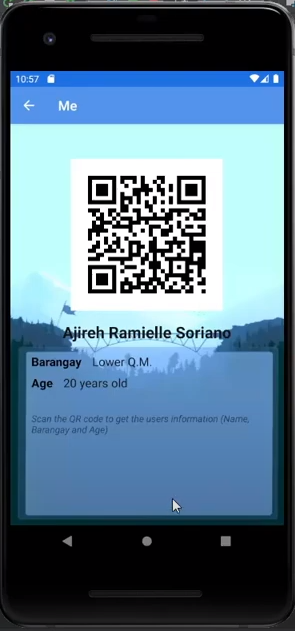 10:57
Me
Ajireh Ramielle Soriano
Barangay Lower Q.M.
Age 20 years old
Scan the QR code to get the users information (Name,
Barangay and Age)